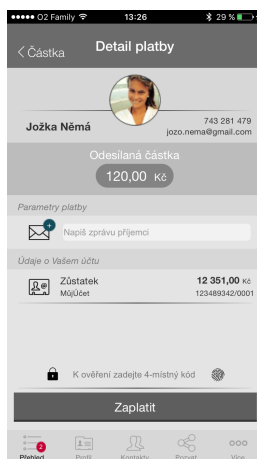 O2 Family 13:26 29 %
Částka Detail platby
743 281 479
Jožka Němá jozo.nema@gmail.com
Odesílaná částka
120,00 Kč
Parametry platby
Napiš zprávu příjemci
Údaje o Vašem účtu
Zůstatek 12 351,00 Kč
MůjÚčet 123489342/0001
K ověření zadejte 4-místný kód
Zaplatit
2
Přehled Profil Kontakty Pozvat Více